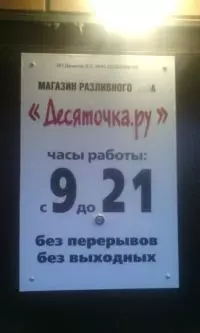 МАГАЗИН РАЗЛИВНОГО
«Десяточка.ру»
часы работы:
с 9 до 21
без перерывов
без выходных